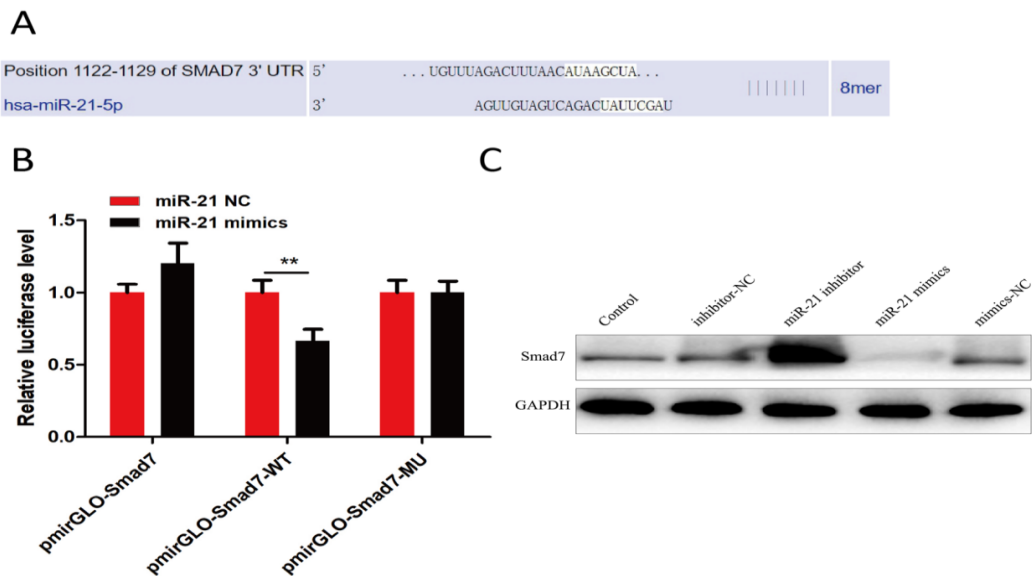 A
Position 1122-1129 of SMAD7 3' UTR 5' ...UGUUUAGACUUUAACAUAAGCUA...
8mer
hsa-miR-21-5p 3' AGUUGUAGUCAGACUAUUCGAU
B
C
miR-21 NC
miR-21 mimics
Relative luciferase level
1.5
1.0
0.5
0.0
**
pmirGLO-Smad7
pmirGLO-Smad7-WT
pmirGLO-Smad7-MU
Control
inhibitor-NC
miR-21 inhibitor
miR-21 mimics
mimics-NC
Smad7
GAPDH